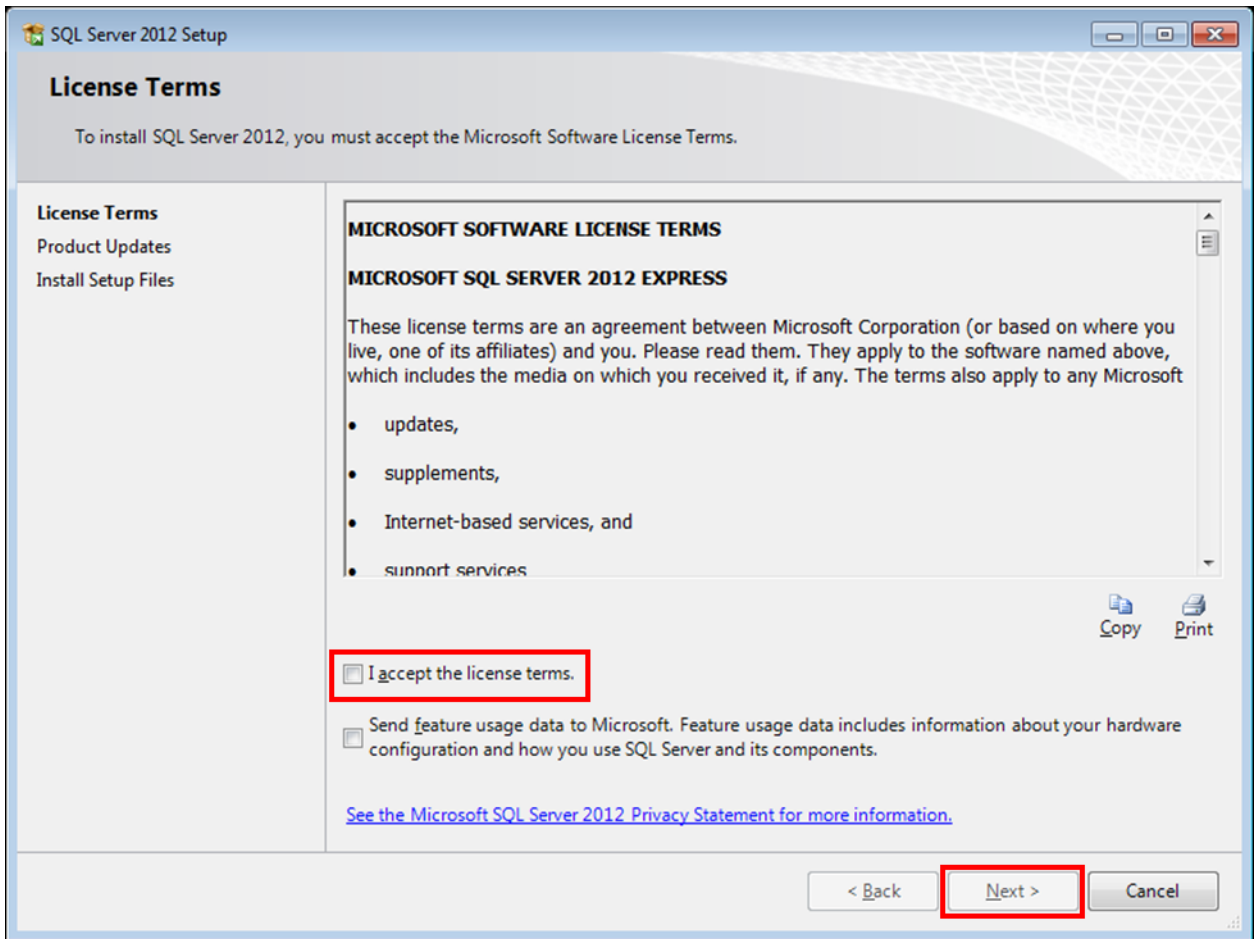 SQL Server 2012 Setup
License Terms
To install SQL Server 2012, you must accept the Microsoft Software License Terms.
License Terms
Product Updates
Install Setup Files
MICROSOFT SOFTWARE LICENSE TERMS
MICROSOFT SQL SERVER 2012 EXPRESS
These license terms are an agreement between Microsoft Corporation (or based on where you
live, one of its affiliates) and you. Please read them. They apply to the software named above,
which includes the media on which you received it, if any. The terms also apply to any Microsoft
• updates,
• supplements,
• Internet-based services, and
• support services
Copy Print
I accept the license terms.
Send feature usage data to Microsoft. Feature usage data includes information about your hardware
configuration and how you use SQL Server and its components.
See the Microsoft SQL Server 2012 Privacy Statement for more information.
< Back Next > Cancel